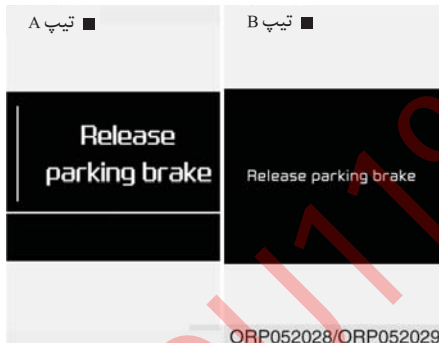 ■ تیپ A
■ تیپ B
Release
parking brake
Release parking brake
ORP052028/ORP052029